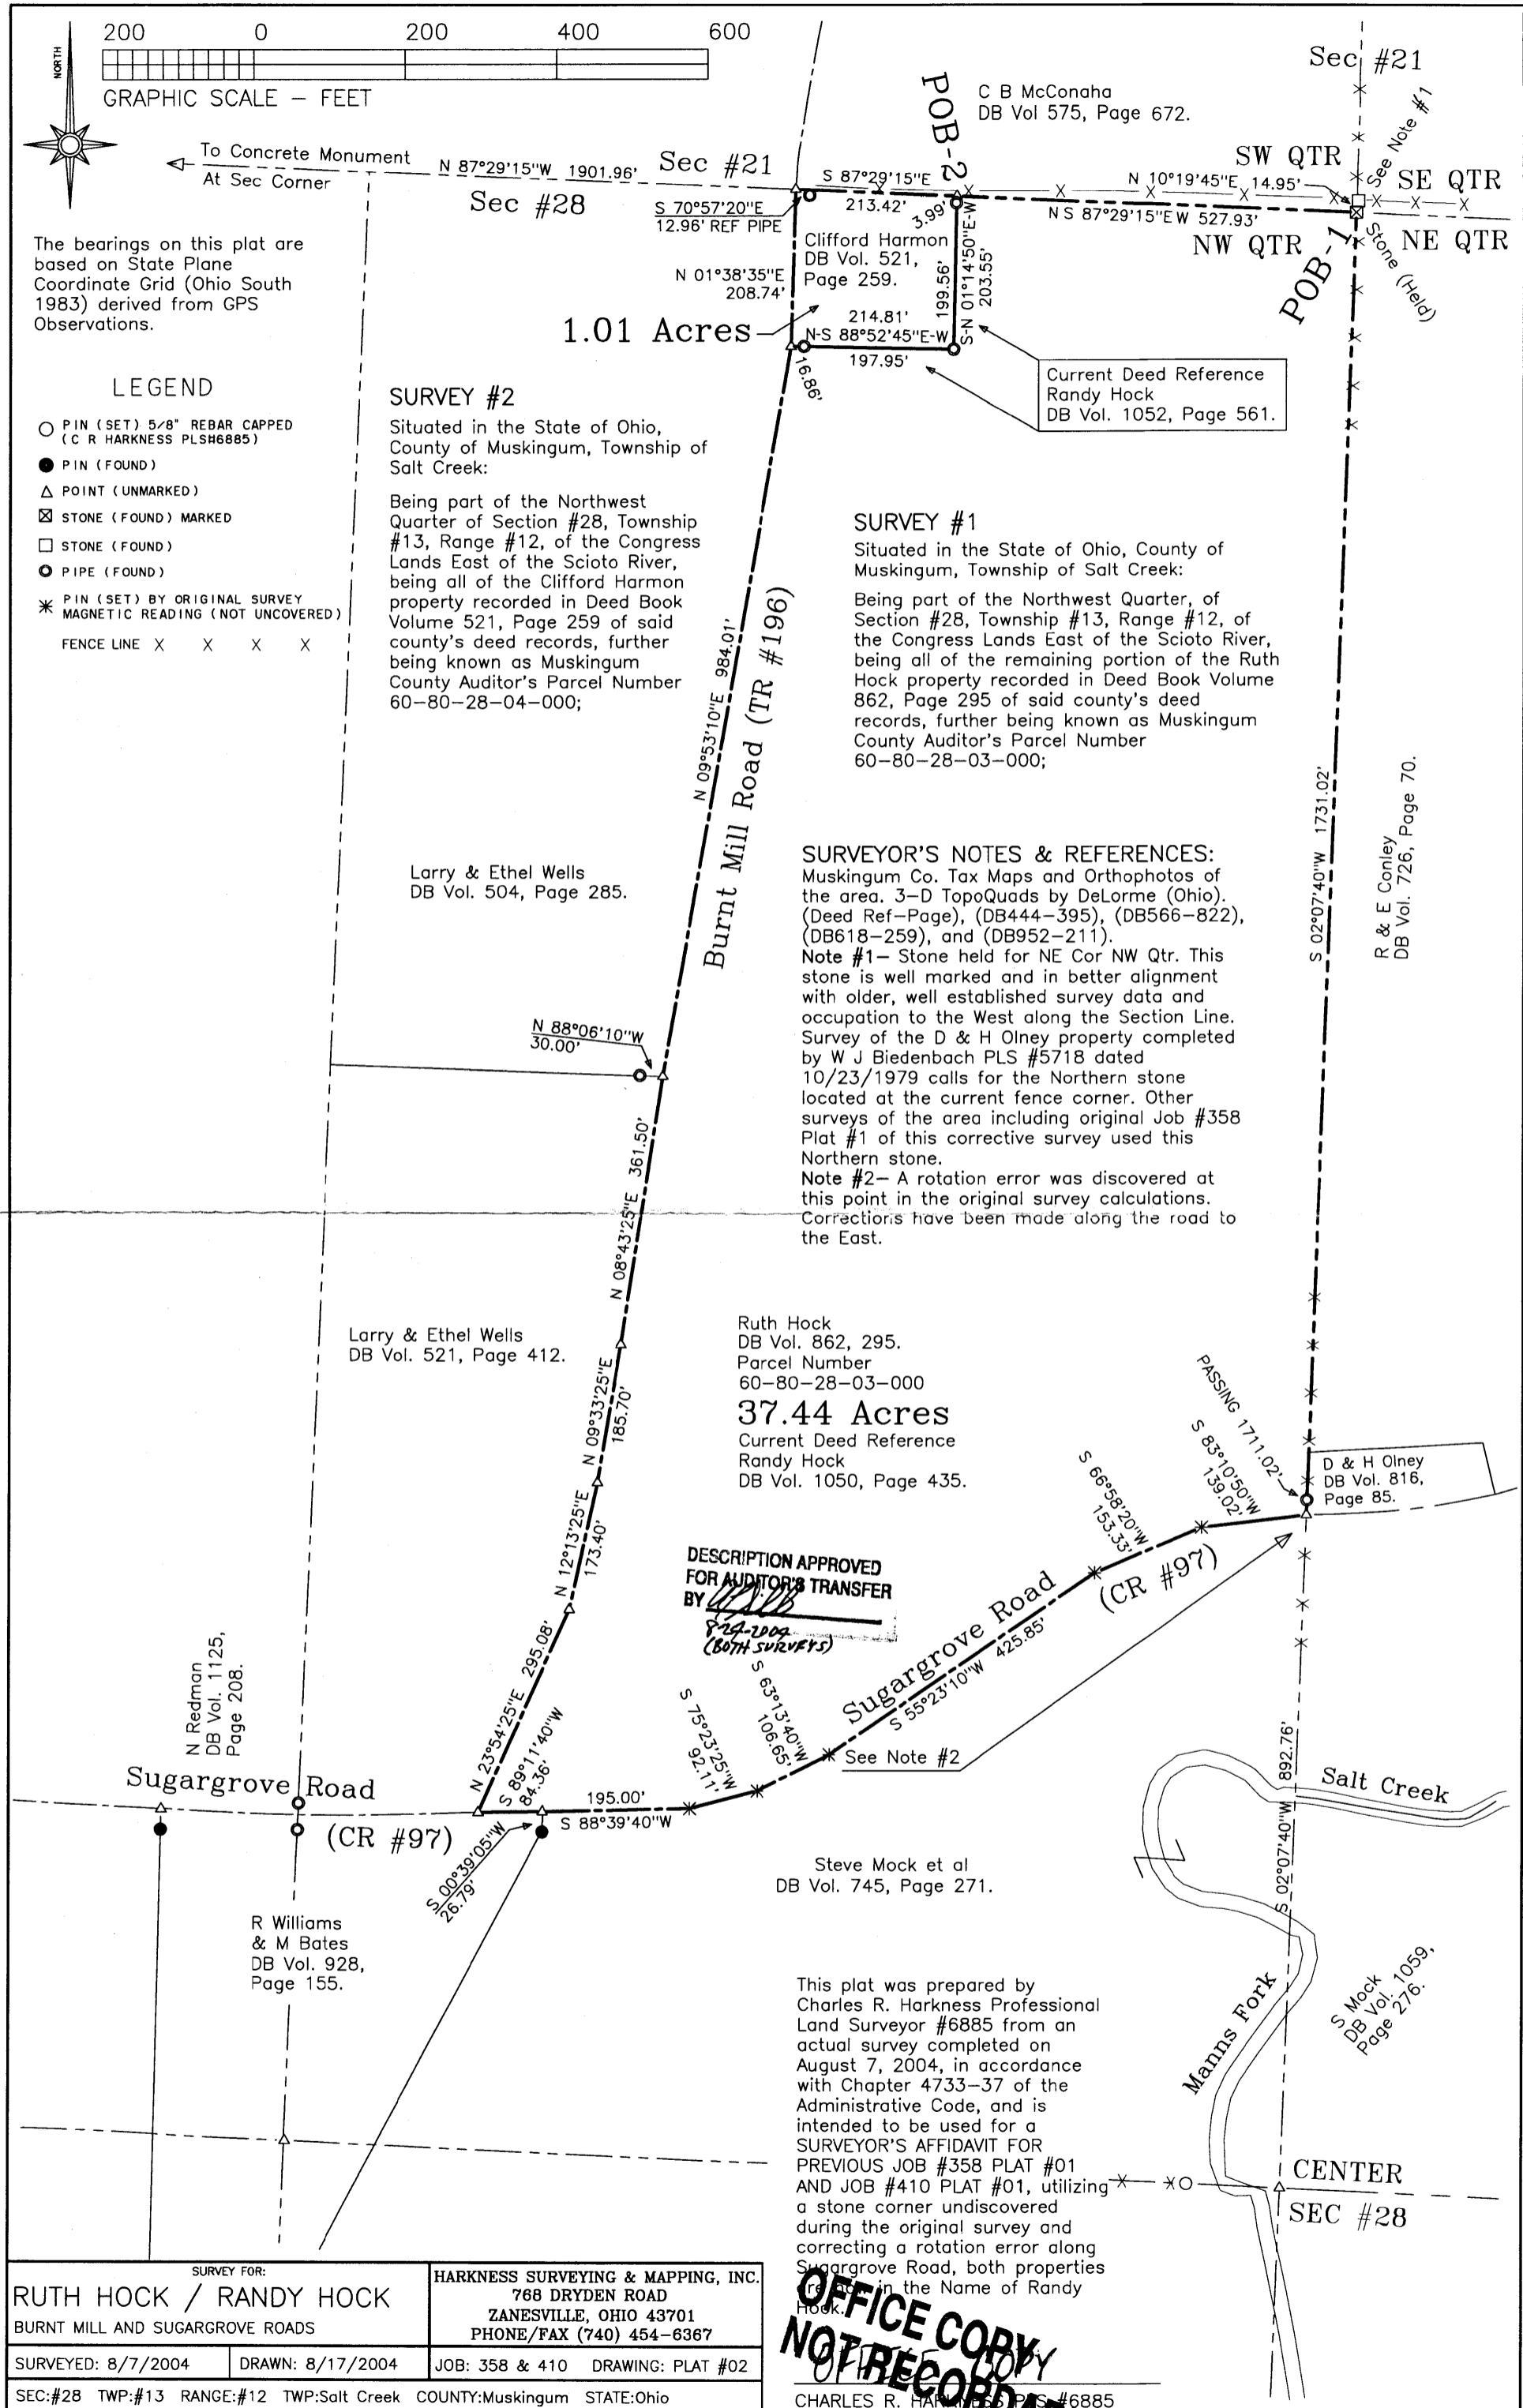 200 0 200 400 600
NORTH
GRAPHIC SCALE – FEET
Sec #21
C B McConaha
DB Vol 575, Page 672.
POB-2
See Note #1
To Concrete Monument
At Sec Corner
N 87°29'15"W 1901.96'
Sec #21
Sec #28
S 87°29'15"E
213.42'
3.99'
SW QTR
N 10°19'45"E 14.95'
SE QTR
N S 87°29'15"E W 527.93'
NW QTR
NE QTR
POB-1
Stone (Held)
S 70°57'20"E
12.96' REF PIPE
Clifford Harmon
DB Vol. 521,
Page 259.
N 01°38'35"E
208.74'
199.56'
S-N 01°14'50"E-W
203.55'
1.01 Acres
214.81'
N-S 88°52'45"E-W
197.95'
16.86'
Current Deed Reference
Randy Hock
DB Vol. 1052, Page 561.
The bearings on this plat are
based on State Plane
Coordinate Grid (Ohio South
1983) derived from GPS
Observations.
LEGEND
PIN (SET) 5/8" REBAR CAPPED
(C R HARKNESS PLS#6885)
PIN (FOUND)
POINT (UNMARKED)
STONE (FOUND) MARKED
STONE (FOUND)
PIPE (FOUND)
PIN (SET) BY ORIGINAL SURVEY
MAGNETIC READING (NOT UNCOVERED)
FENCE LINE X X X X
SURVEY #2
Situated in the State of Ohio,
County of Muskingum, Township of
Salt Creek:
Being part of the Northwest
Quarter of Section #28, Township
#13, Range #12, of the Congress
Lands East of the Scioto River,
being all of the Clifford Harmon
property recorded in Deed Book
Volume 521, Page 259 of said
county's deed records, further
being known as Muskingum
County Auditor's Parcel Number
60-80-28-04-000;
SURVEY #1
Situated in the State of Ohio, County of
Muskingum, Township of Salt Creek:
Being part of the Northwest Quarter, of
Section #28, Township #13, Range #12, of
the Congress Lands East of the Scioto River,
being all of the remaining portion of the Ruth
Hock property recorded in Deed Book Volume
862, Page 295 of said county's deed
records, further being known as Muskingum
County Auditor's Parcel Number
60-80-28-03-000;
N 09°53'10"E 984.01'
Burnt Mill Road (TR #196)
S 02°07'40"W 1731.02'
R & E Conley
DB Vol. 726, Page 70.
Larry & Ethel Wells
DB Vol. 504, Page 285.
SURVEYOR'S NOTES & REFERENCES:
Muskingum Co. Tax Maps and Orthophotos of
the area. 3-D TopoQuads by DeLorme (Ohio).
(Deed Ref-Page), (DB444-395), (DB566-822),
(DB618-259), and (DB952-211).
Note #1- Stone held for NE Cor NW Qtr. This
stone is well marked and in better alignment
with older, well established survey data and
occupation to the West along the Section Line.
Survey of the D & H Olney property completed
by W J Biedenbach PLS #5718 dated
10/23/1979 calls for the Northern stone
located at the current fence corner. Other
surveys of the area including original Job #358
Plat #1 of this corrective survey used this
Northern stone.
Note #2- A rotation error was discovered at
this point in the original survey calculations.
Corrections have been made along the road to
the East.
N 88°06'10"W
30.00'
N 08°43'25"E 361.50'
Larry & Ethel Wells
DB Vol. 521, Page 412.
N 09°33'25"E
185.70'
N 12°13'25"E
173.40'
Ruth Hock
DB Vol. 862, 295.
Parcel Number
60-80-28-03-000
37.44 Acres
Current Deed Reference
Randy Hock
DB Vol. 1050, Page 435.
PASSING 1711.02'
S 83°10'50"W
139.02'
S 66°58'20"W
153.33'
D & H Olney
DB Vol. 816,
Page 85.
DESCRIPTION APPROVED
FOR AUDITOR'S TRANSFER
BY
8-24-2004
(BOTH SURVEYS)
(CR #97)
Sugargrove Road
S 55°23'10"W 425.85'
S 63°13'40"W
106.65'
S 75°23'25"W
92.11'
See Note #2
N 23°54'25"E 295.08'
S 89°11'40"W
84.36'
195.00'
S 88°39'40"W
S 00°39'05"W
26.79'
N Redman
DB Vol. 1125,
Page 208.
Sugargrove Road
(CR #97)
R Williams
& M Bates
DB Vol. 928,
Page 155.
Steve Mock et al
DB Vol. 745, Page 271.
S 02°07'40"W 892.76'
Salt Creek
Manns Fork
S Mock
DB Vol. 1059,
Page 276.
CENTER
SEC #28
This plat was prepared by
Charles R. Harkness Professional
Land Surveyor #6885 from an
actual survey completed on
August 7, 2004, in accordance
with Chapter 4733-37 of the
Administrative Code, and is
intended to be used for a
SURVEYOR'S AFFIDAVIT FOR
PREVIOUS JOB #358 PLAT #01
AND JOB #410 PLAT #01, utilizing
a stone corner undiscovered
during the original survey and
correcting a rotation error along
Sugargrove Road, both properties
are now in the Name of Randy
Hock.
OFFICE COPY
NOT RECORDA
OFFICE COPY
CHARLES R. HARKNESS PLS #6885
SURVEY FOR:
RUTH HOCK / RANDY HOCK
BURNT MILL AND SUGARGROVE ROADS
HARKNESS SURVEYING & MAPPING, INC.
768 DRYDEN ROAD
ZANESVILLE, OHIO 43701
PHONE/FAX (740) 454-6367
SURVEYED: 8/7/2004 DRAWN: 8/17/2004 JOB: 358 & 410 DRAWING: PLAT #02
SEC:#28 TWP:#13 RANGE:#12 TWP:Salt Creek COUNTY:Muskingum STATE:Ohio